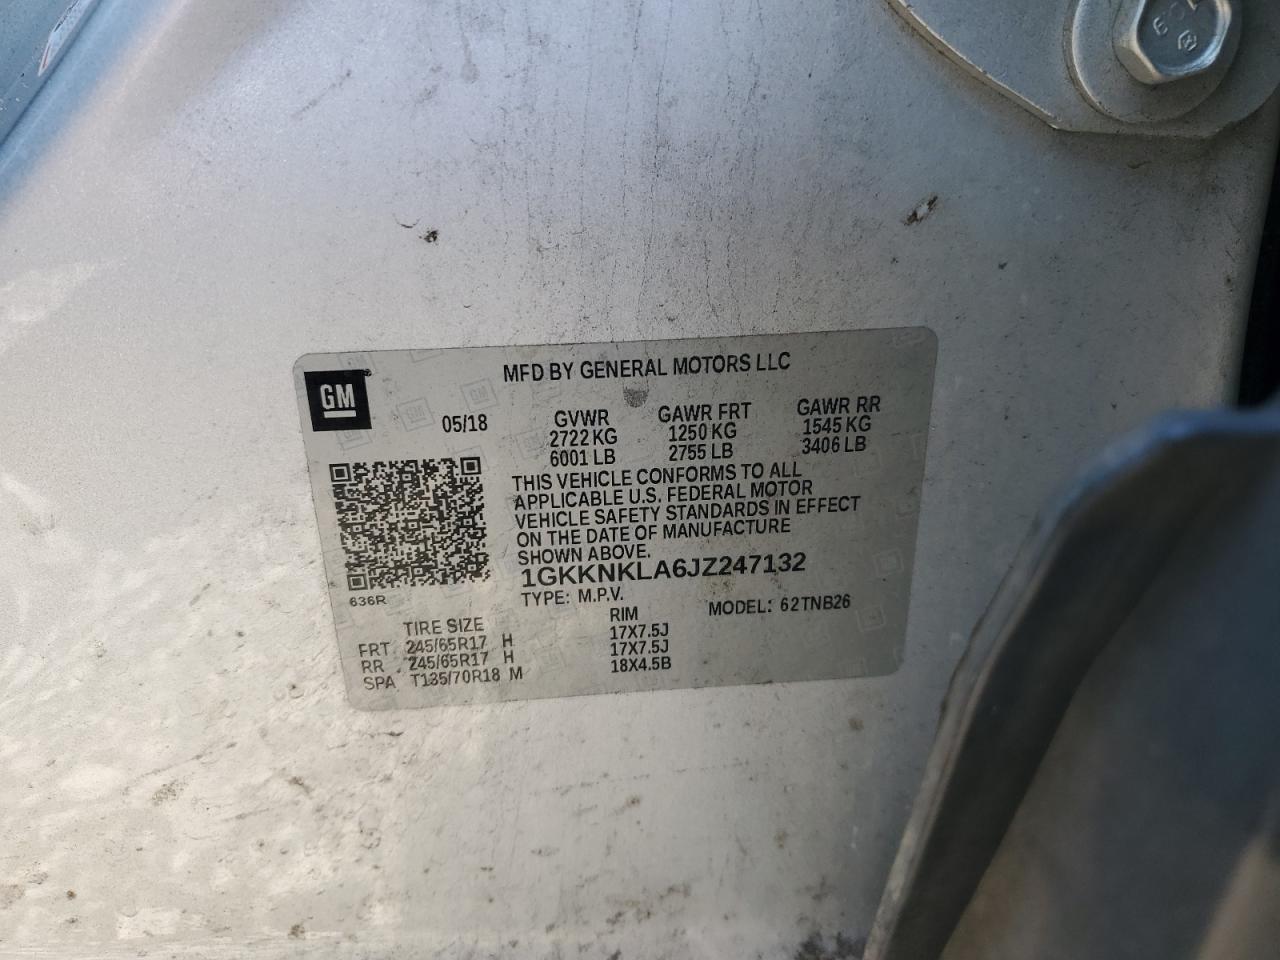 GM
MFD BY GENERAL MOTORS LLC
05/18 GVWR GAWR FRT GAWR RR
2722 KG 1250 KG 1545 KG
6001 LB 2755 LB 3406 LB
THIS VEHICLE CONFORMS TO ALL
APPLICABLE U.S. FEDERAL MOTOR
VEHICLE SAFETY STANDARDS IN EFFECT
ON THE DATE OF MANUFACTURE
SHOWN ABOVE.
1GKKNKLA6JZ247132
636R
TYPE: M.P.V. MODEL: 62TNB26
TIRE SIZE RIM
FRT 245/65R17 H 17X7.5J
RR 245/65R17 H 17X7.5J
SPA T135/70R18 M 18X4.5B